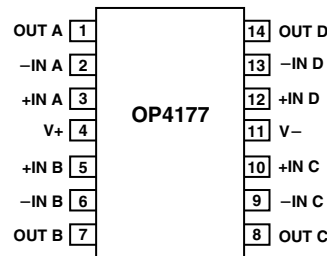 OUT A 1 14 OUT D
−IN A 2 13 −IN D
+IN A 3 12 +IN D
V+ 4 OP4177 11 V−
+IN B 5 10 +IN C
−IN B 6 9 −IN C
OUT B 7 8 OUT C